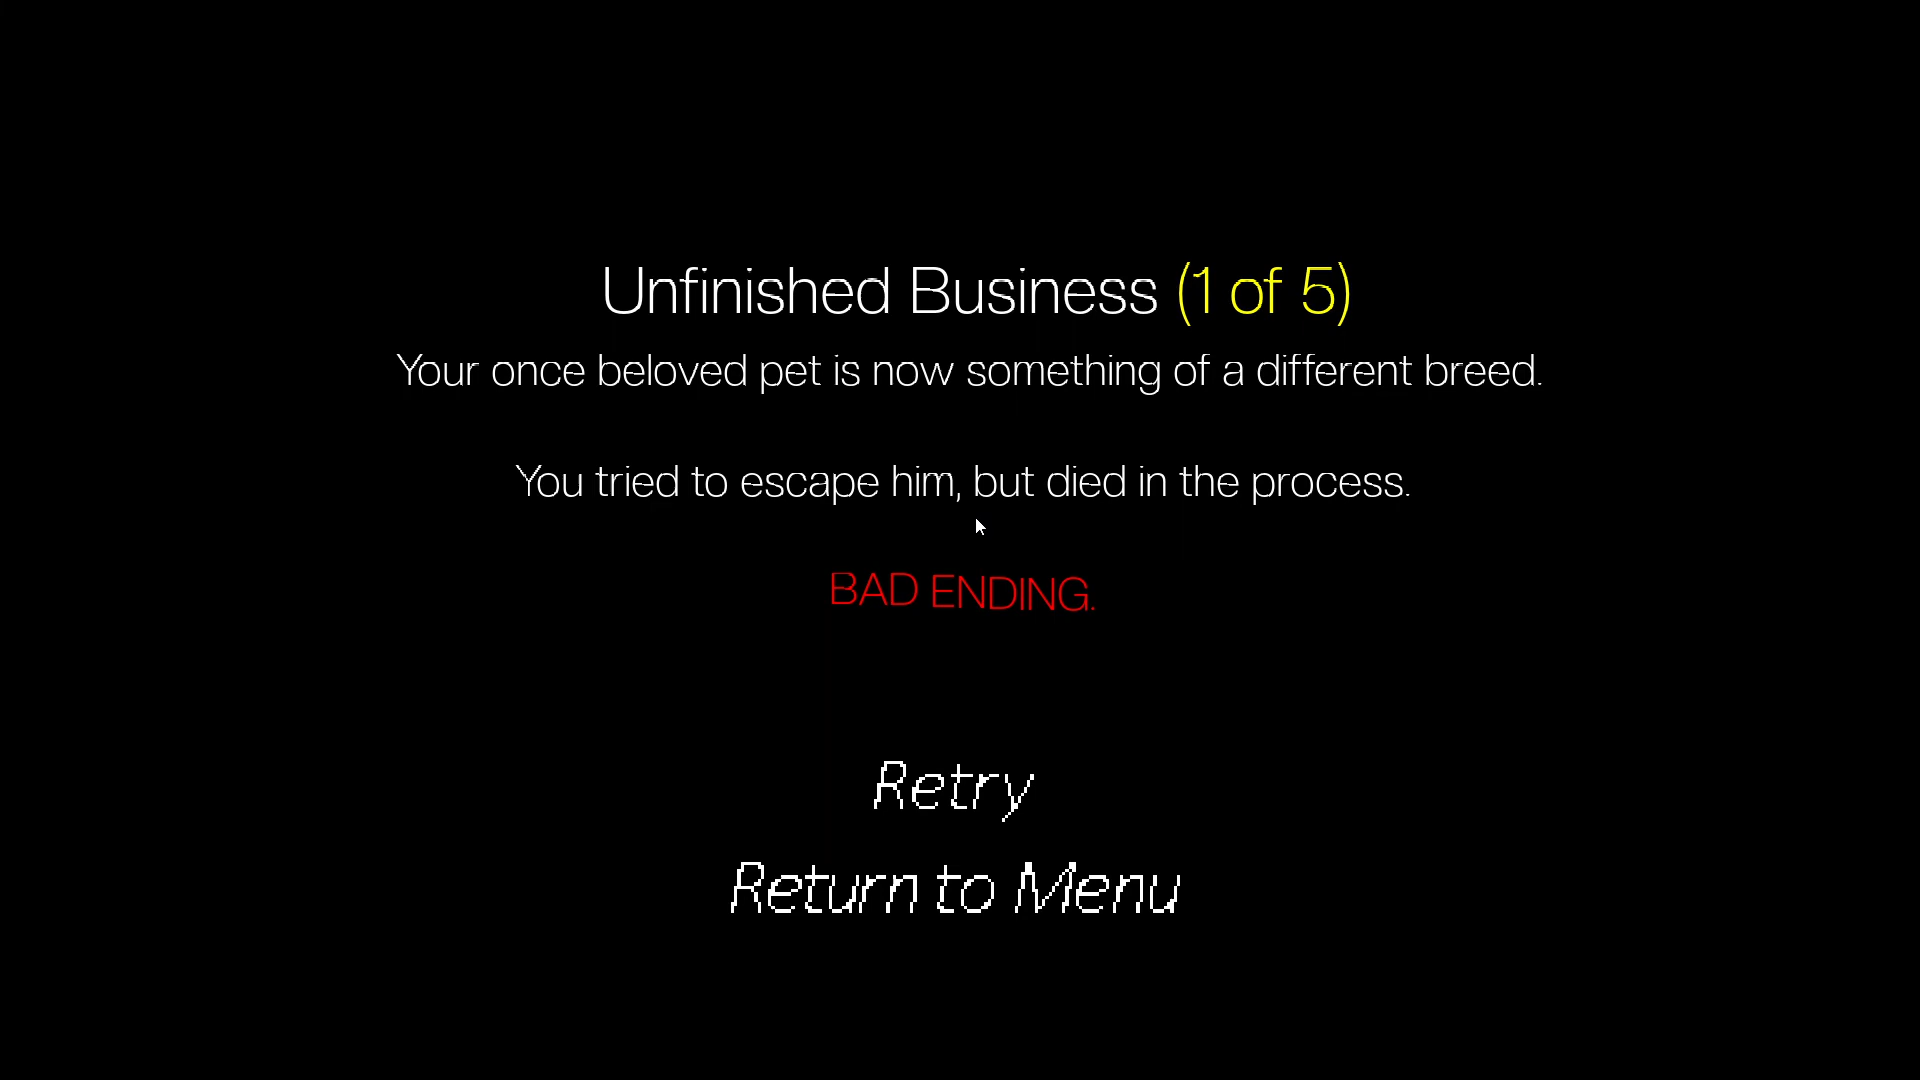 Unfinished Business (1 of 5)
Your once beloved pet is now something of a different breed.
You tried to escape him, but died in the process.
BAD ENDING.
Retry
Return to Menu